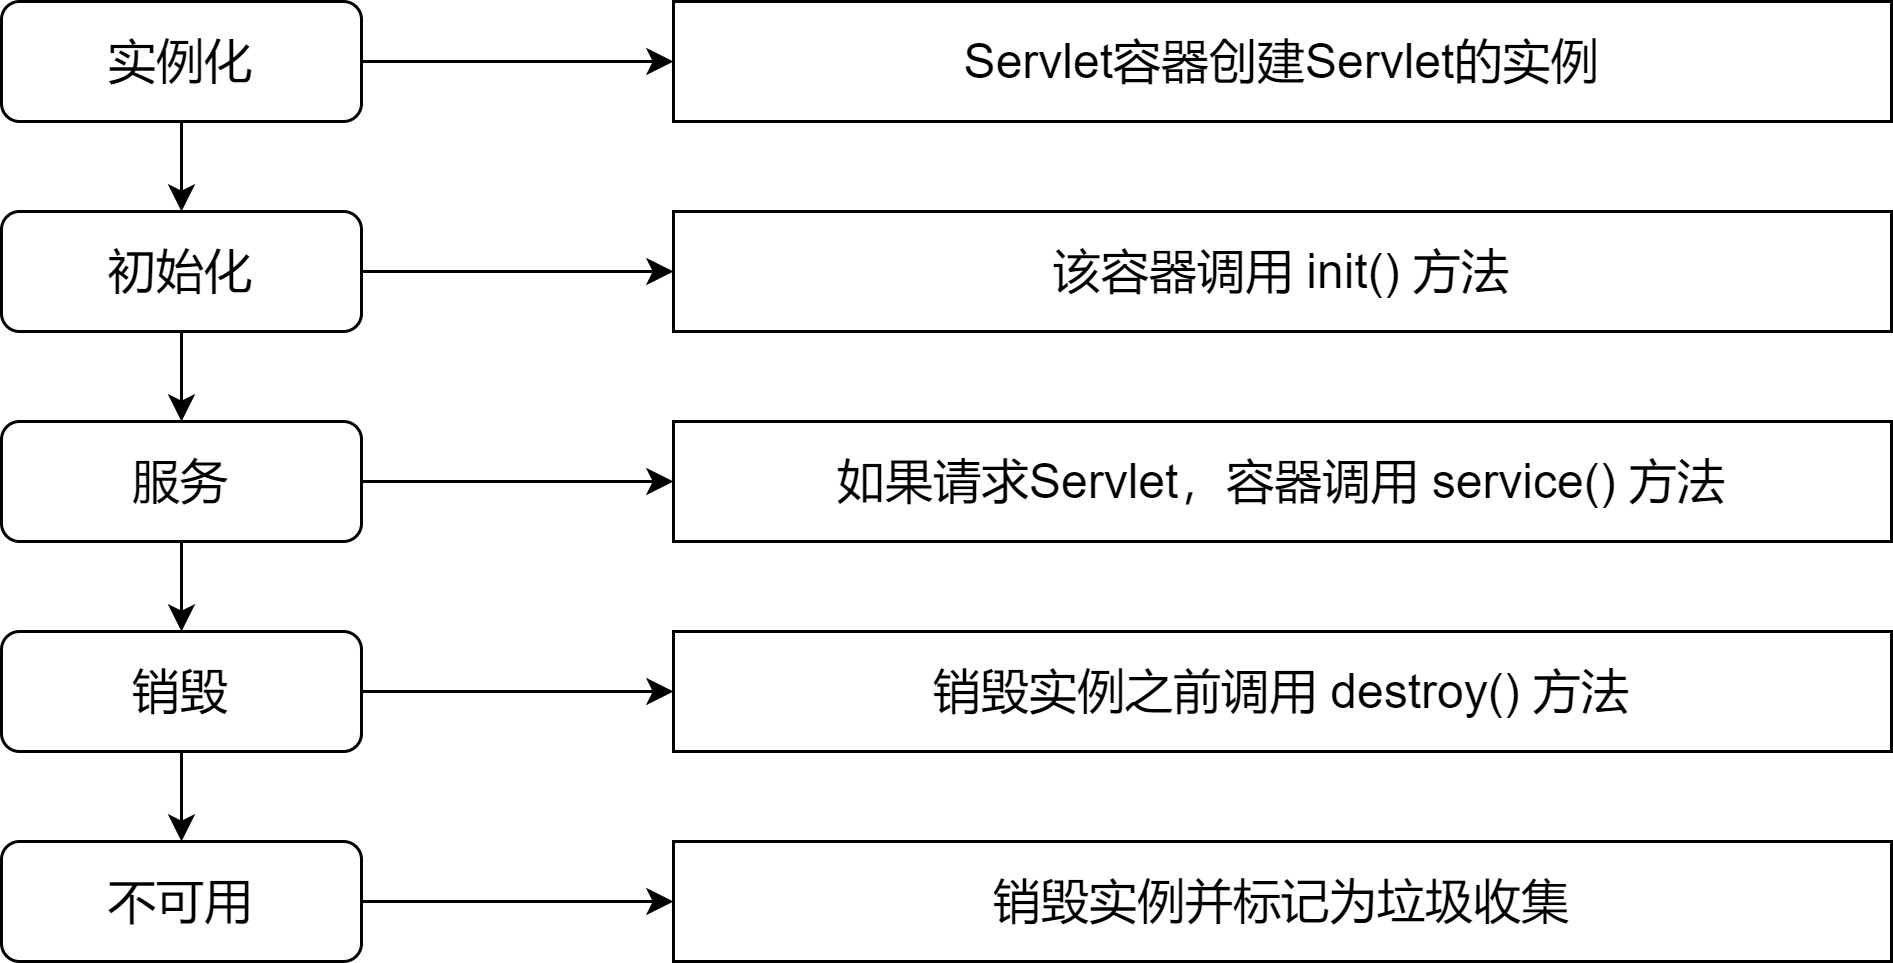 实例化
Servlet容器创建Servlet的实例
初始化
该容器调用 init() 方法
服务
如果请求Servlet，容器调用 service() 方法
销毁
销毁实例之前调用 destroy() 方法
不可用
销毁实例并标记为垃圾收集